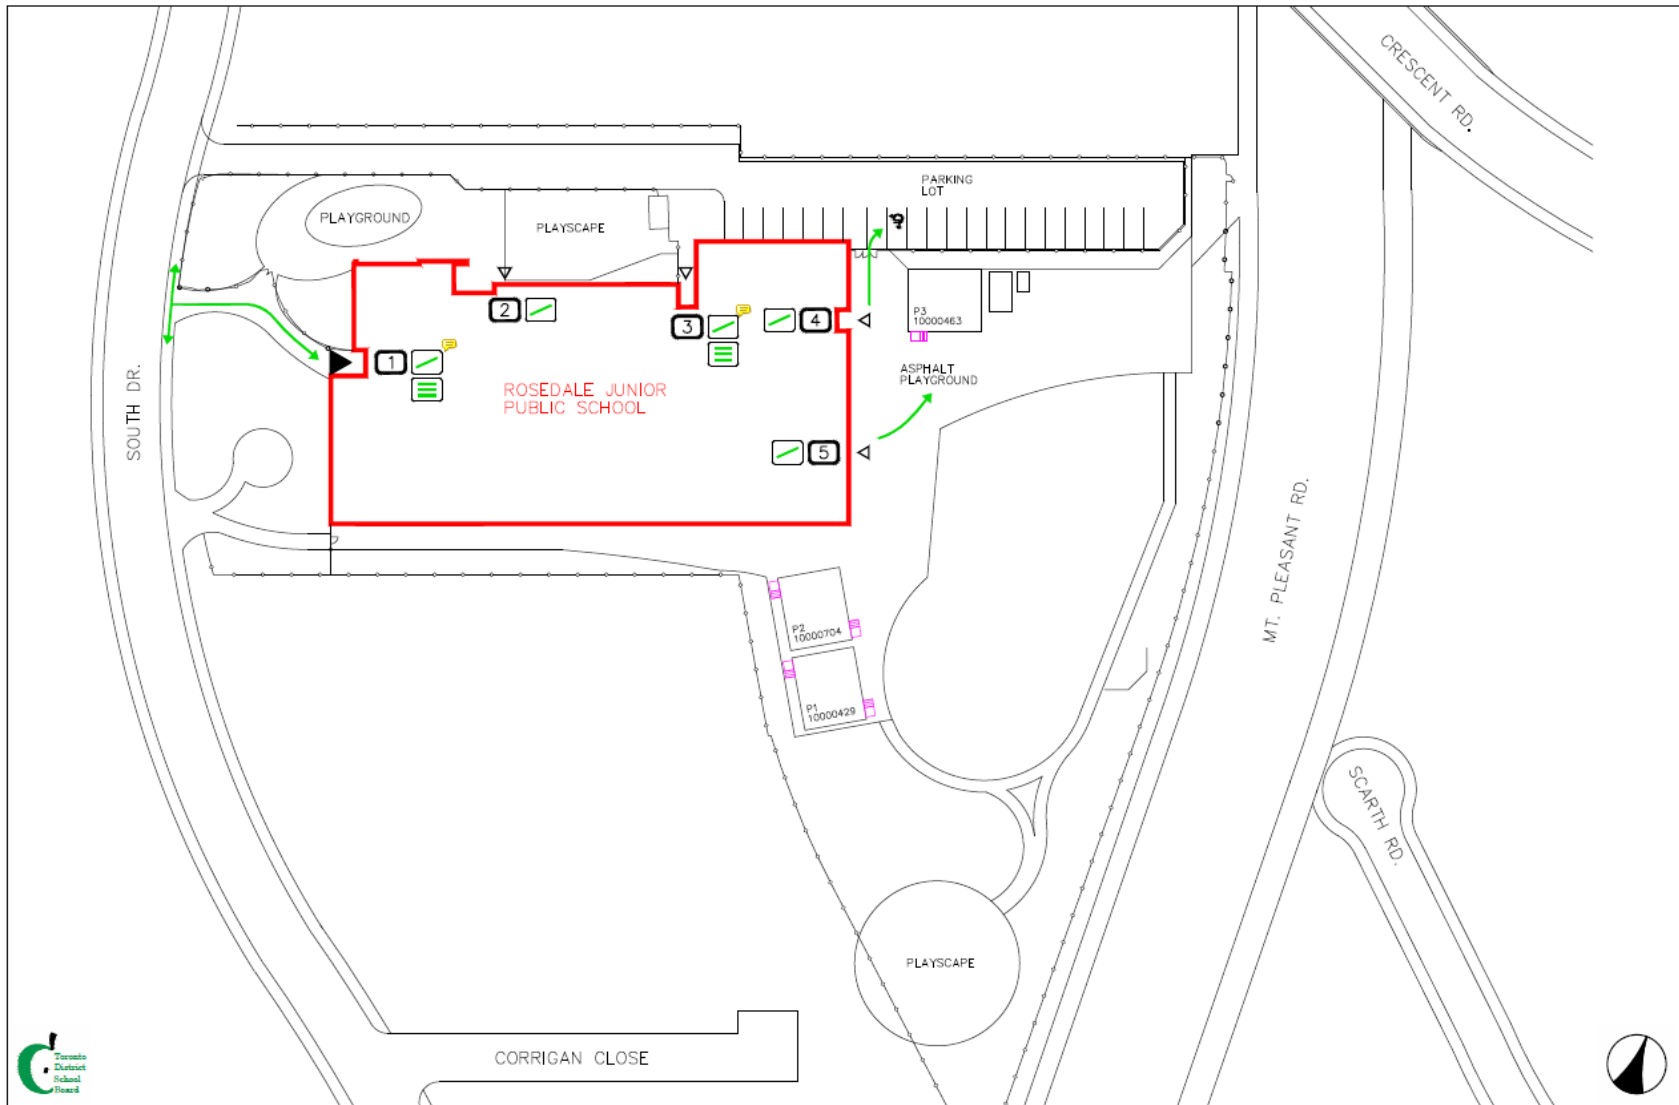 CRESCENT RD.
PARKING
LOT
PLAYGROUND
PLAYSCAPE
2
3
4
P3
10000463
1
ROSEDALE JUNIOR
PUBLIC SCHOOL
ASPHALT
PLAYGROUND
SOUTH DR.
5
MT. PLEASANT RD.
P2
10000704
P1
10000429
SCARTH RD.
PLAYSCAPE
CORRIGAN CLOSE
Toronto
District
School
Board